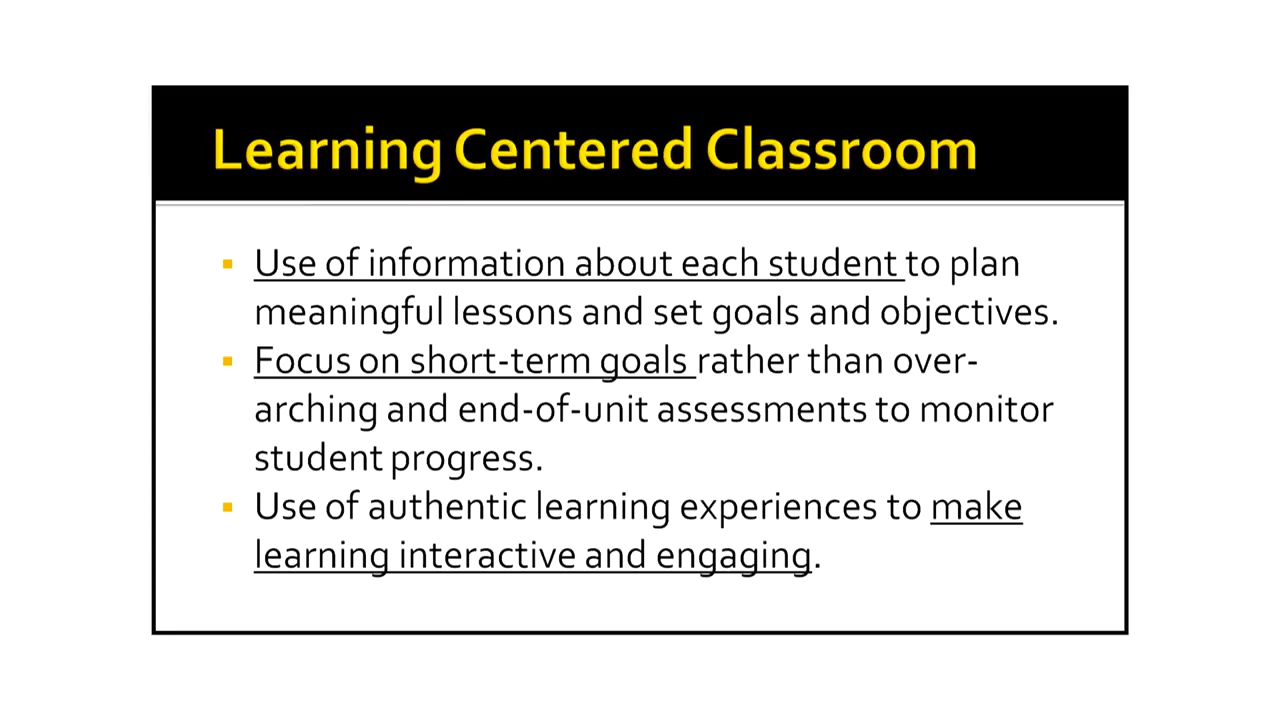 Learning Centered Classroom
Use of information about each student to plan
meaningful lessons and set goals and objectives.
Focus on short-term goals rather than over-
arching and end-of-unit assessments to monitor
student progress.
Use of authentic learning experiences to make
learning interactive and engaging.